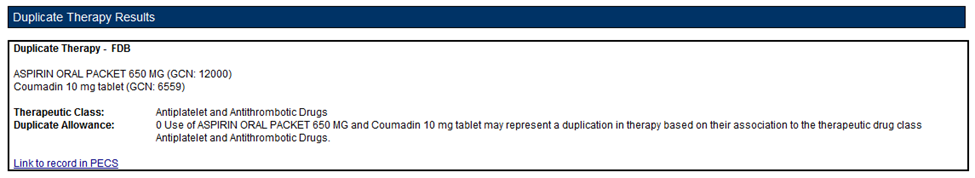 Duplicate Therapy Results
Duplicate Therapy - FDB
ASPIRIN ORAL PACKET 650 MG (GCN: 12000)
Coumadin 10 mg tablet (GCN: 6559)
Therapeutic Class: Antiplatelet and Antithrombotic Drugs
Duplicate Allowance: 0 Use of ASPIRIN ORAL PACKET 650 MG and Coumadin 10 mg tablet may represent a duplication in therapy based on their association to the therapeutic drug class
Antiplatelet and Antithrombotic Drugs.
Link to record in PECS